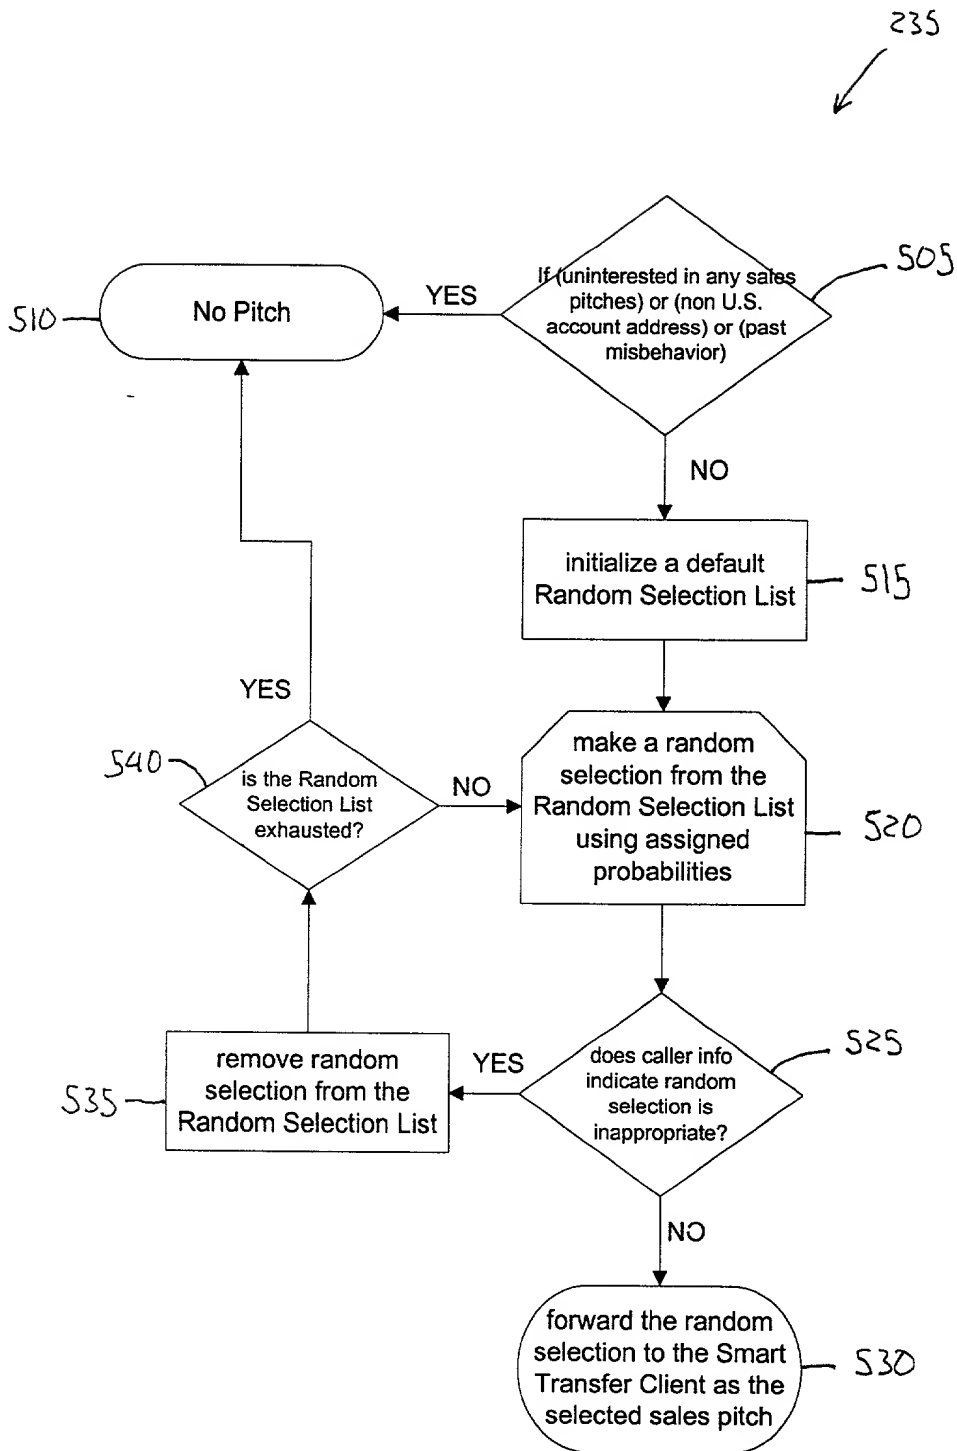 235
If (uninterested in any sales
pitches) or (non U.S.
account address) or (past
misbehavior)
505
YES
No Pitch
510
NO
initialize a default
Random Selection List
515
YES
make a random
selection from the
Random Selection List
using assigned
probabilities
520
540
is the Random
Selection List
exhausted?
NO
does caller info
indicate random
selection is
inappropriate?
525
YES
remove random
selection from the
Random Selection List
535
NO
forward the random
selection to the Smart
Transfer Client as the
selected sales pitch
530